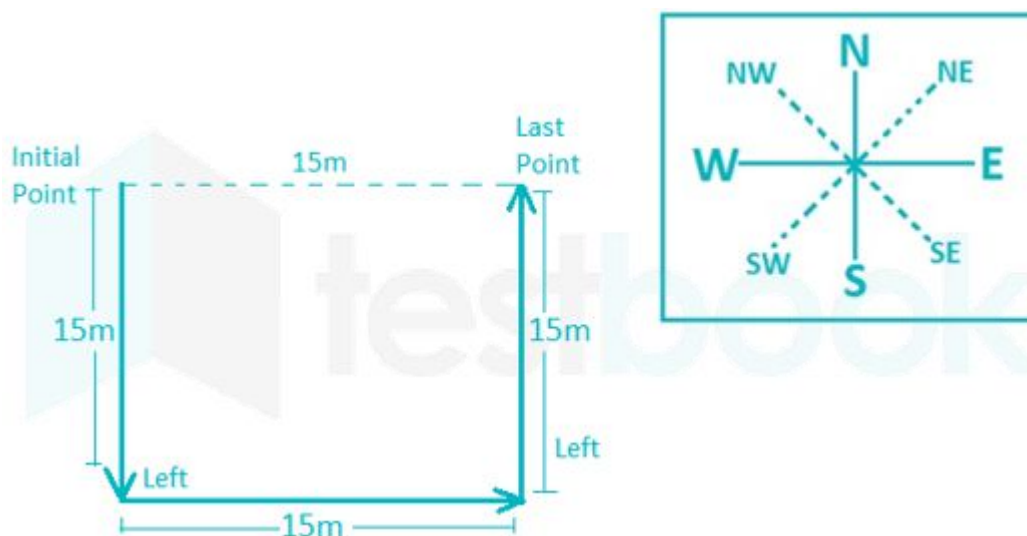 N
NW
NE
W
E
SW
SE
S
Initial
Point
15m
Last
Point
15m
15m
Left
Left
15m
testbook